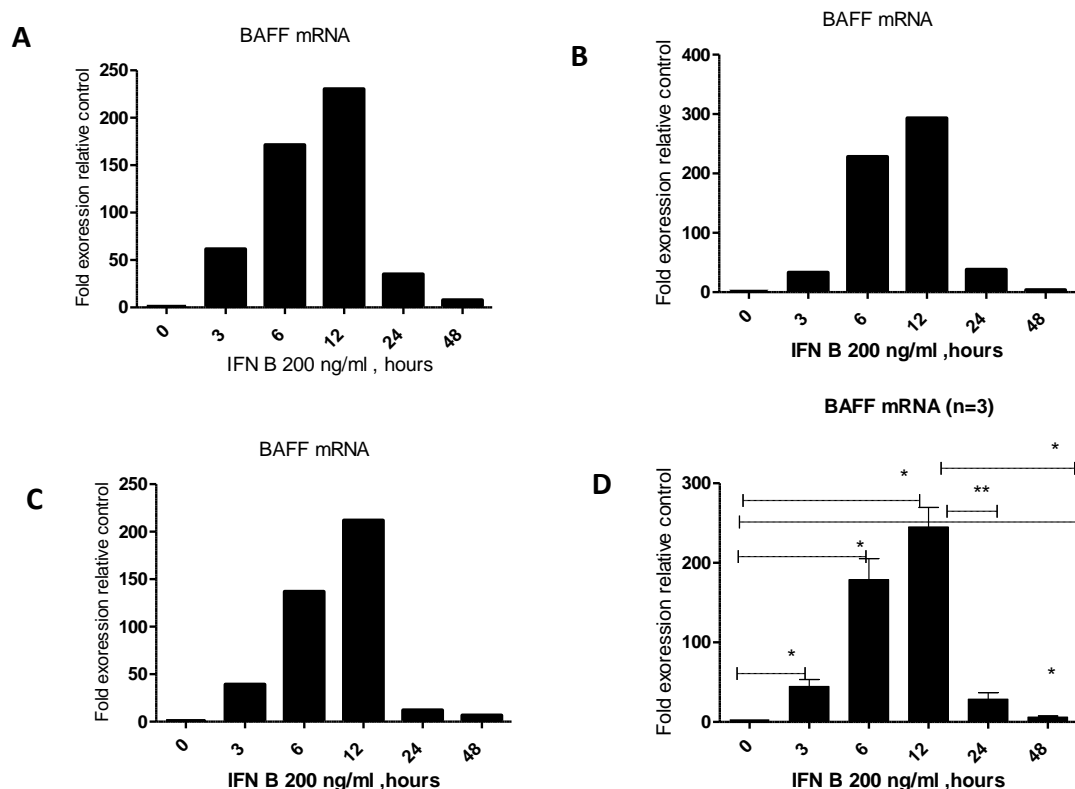 A
BAFF mRNA
Fold exoression relative control
250
200
150
100
50
0
0 3 6 12 24 48
IFN B 200 ng/ml , hours
B
BAFF mRNA
Fold exoression relative control
400
300
200
100
0
0 3 6 12 24 48
IFN B 200 ng/ml ,hours
C
BAFF mRNA
Fold exoression relative control
250
200
150
100
50
0
0 3 6 12 24 48
IFN B 200 ng/ml ,hours
D
BAFF mRNA (n=3)
Fold exoression relative control
300
200
100
0
*
*
**
*
*
*
0 3 6 12 24 48
IFN B 200 ng/ml ,hours